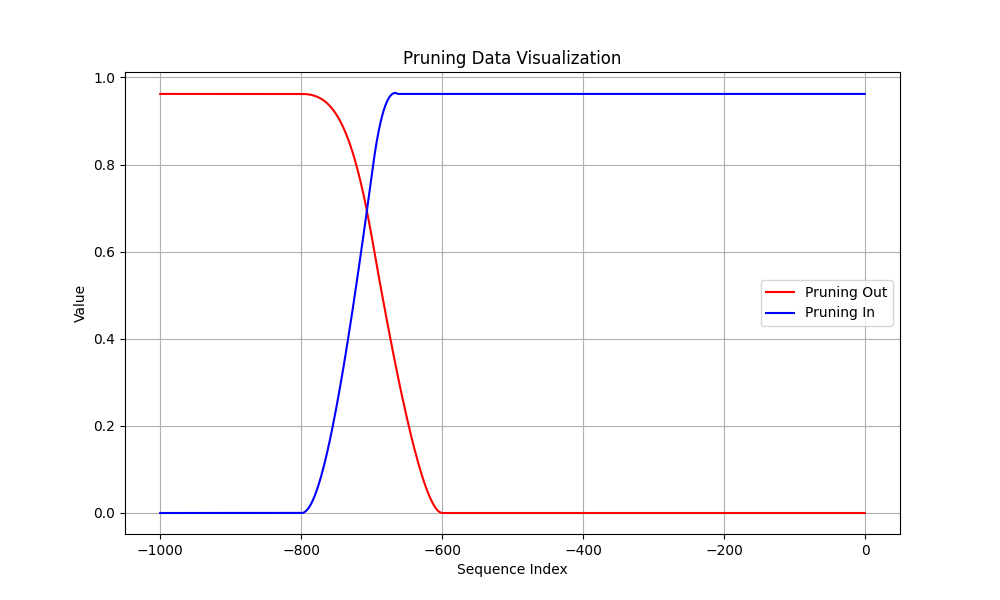 Pruning Data Visualization
1.0
0.8
0.6
0.4
0.2
0.0
Value
Pruning Out
Pruning In
−1000 −800 −600 −400 −200 0
Sequence Index